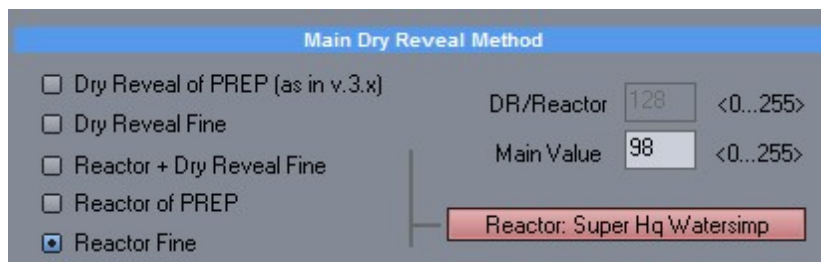 Main Dry Reveal Method
Dry Reveal of PREP (as in v.3.x)
Dry Reveal Fine
Reactor + Dry Reveal Fine
Reactor of PREP
Reactor Fine
DR/Reactor 128 <0...255>
Main Value 98 <0...255>
Reactor: Super Hq Watersimp